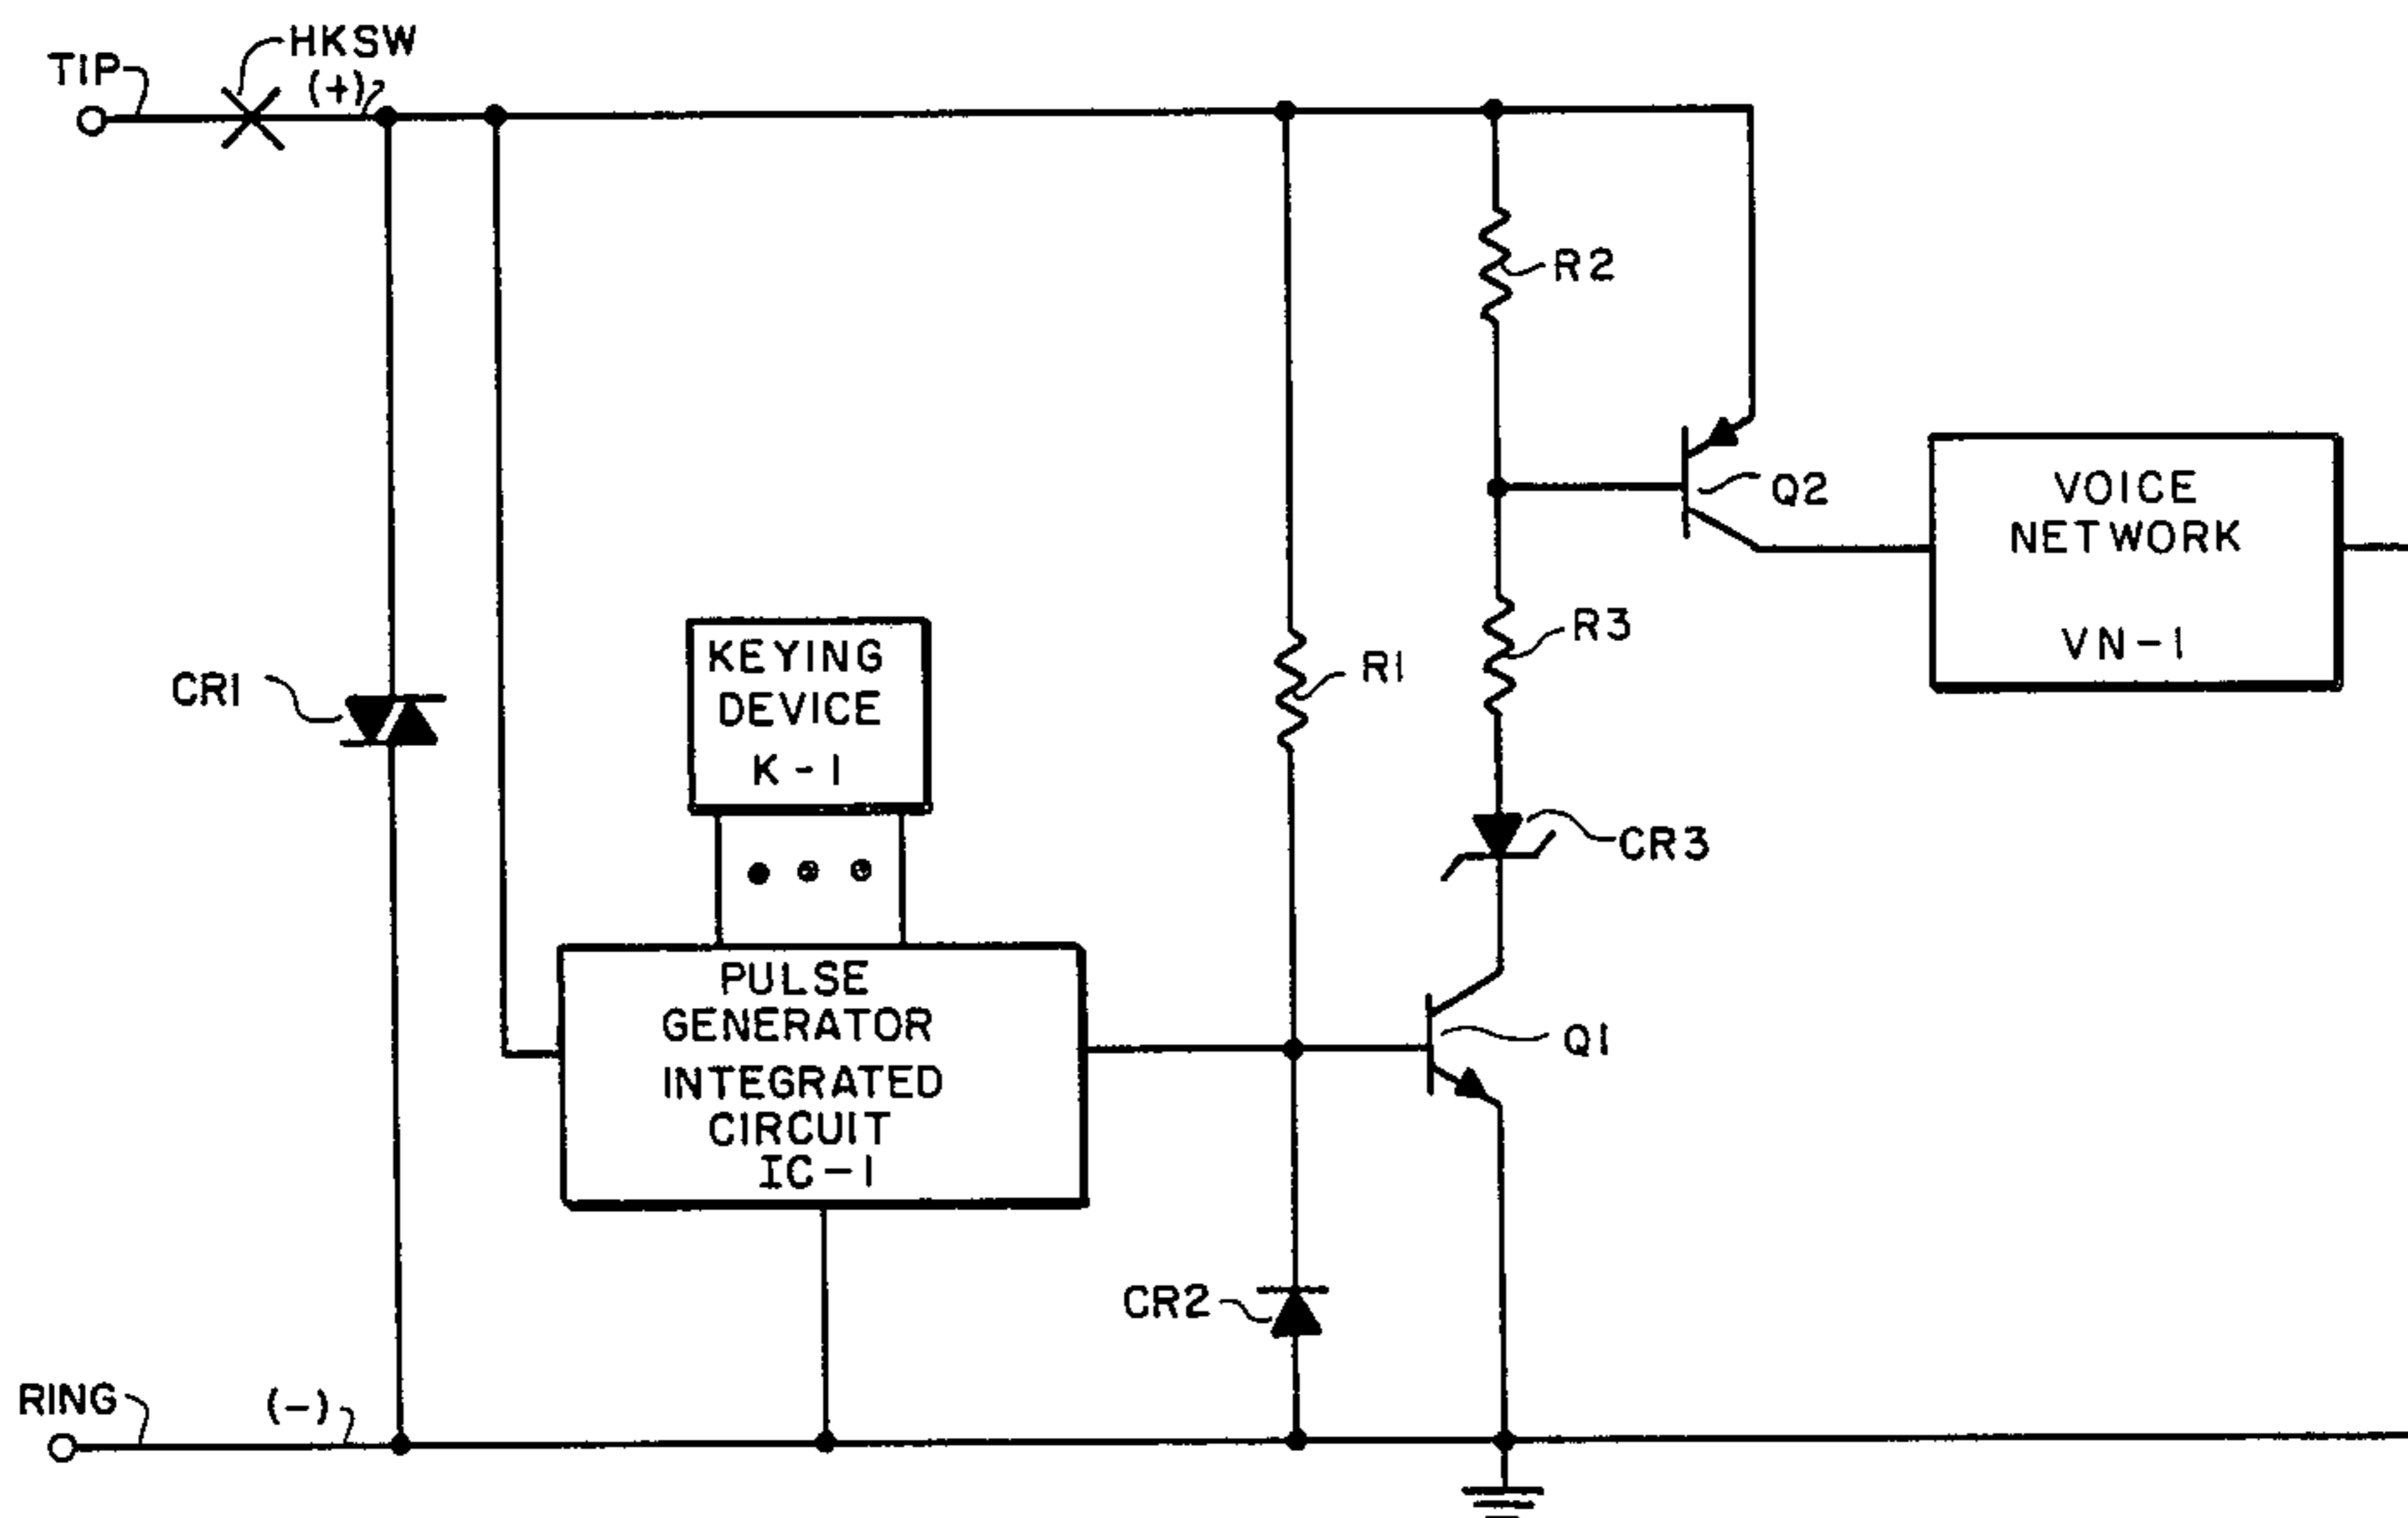 HKSW
TIP
(+)
R2
Q2
VOICE
NETWORK
VN-1
R3
KEYING
DEVICE
K-1
R1
CR1
CR3
PULSE
GENERATOR
INTEGRATED
CIRCUIT
IC-1
Q1
CR2
RING
(-)